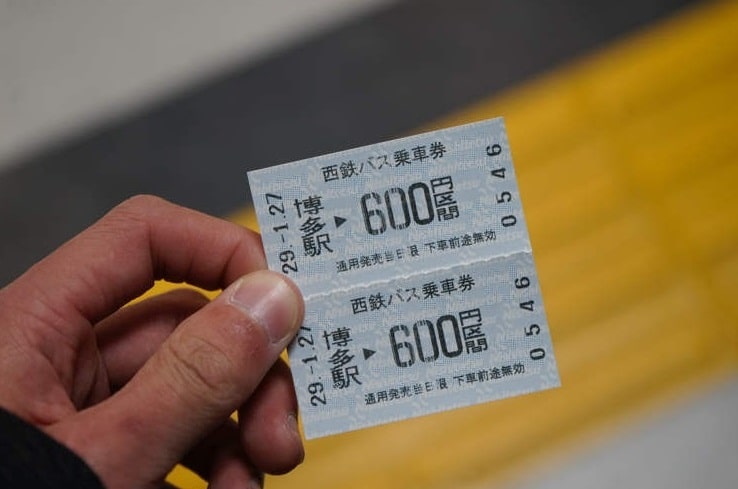 西鉄バス乗車券
29.-1.27
博多駅
▶
600円区間
0546
通用発売当日限 下車前途無効
西鉄バス乗車券
29.-1.27
博多駅
▶
600円区間
0546
通用発売当日限 下車前途無効